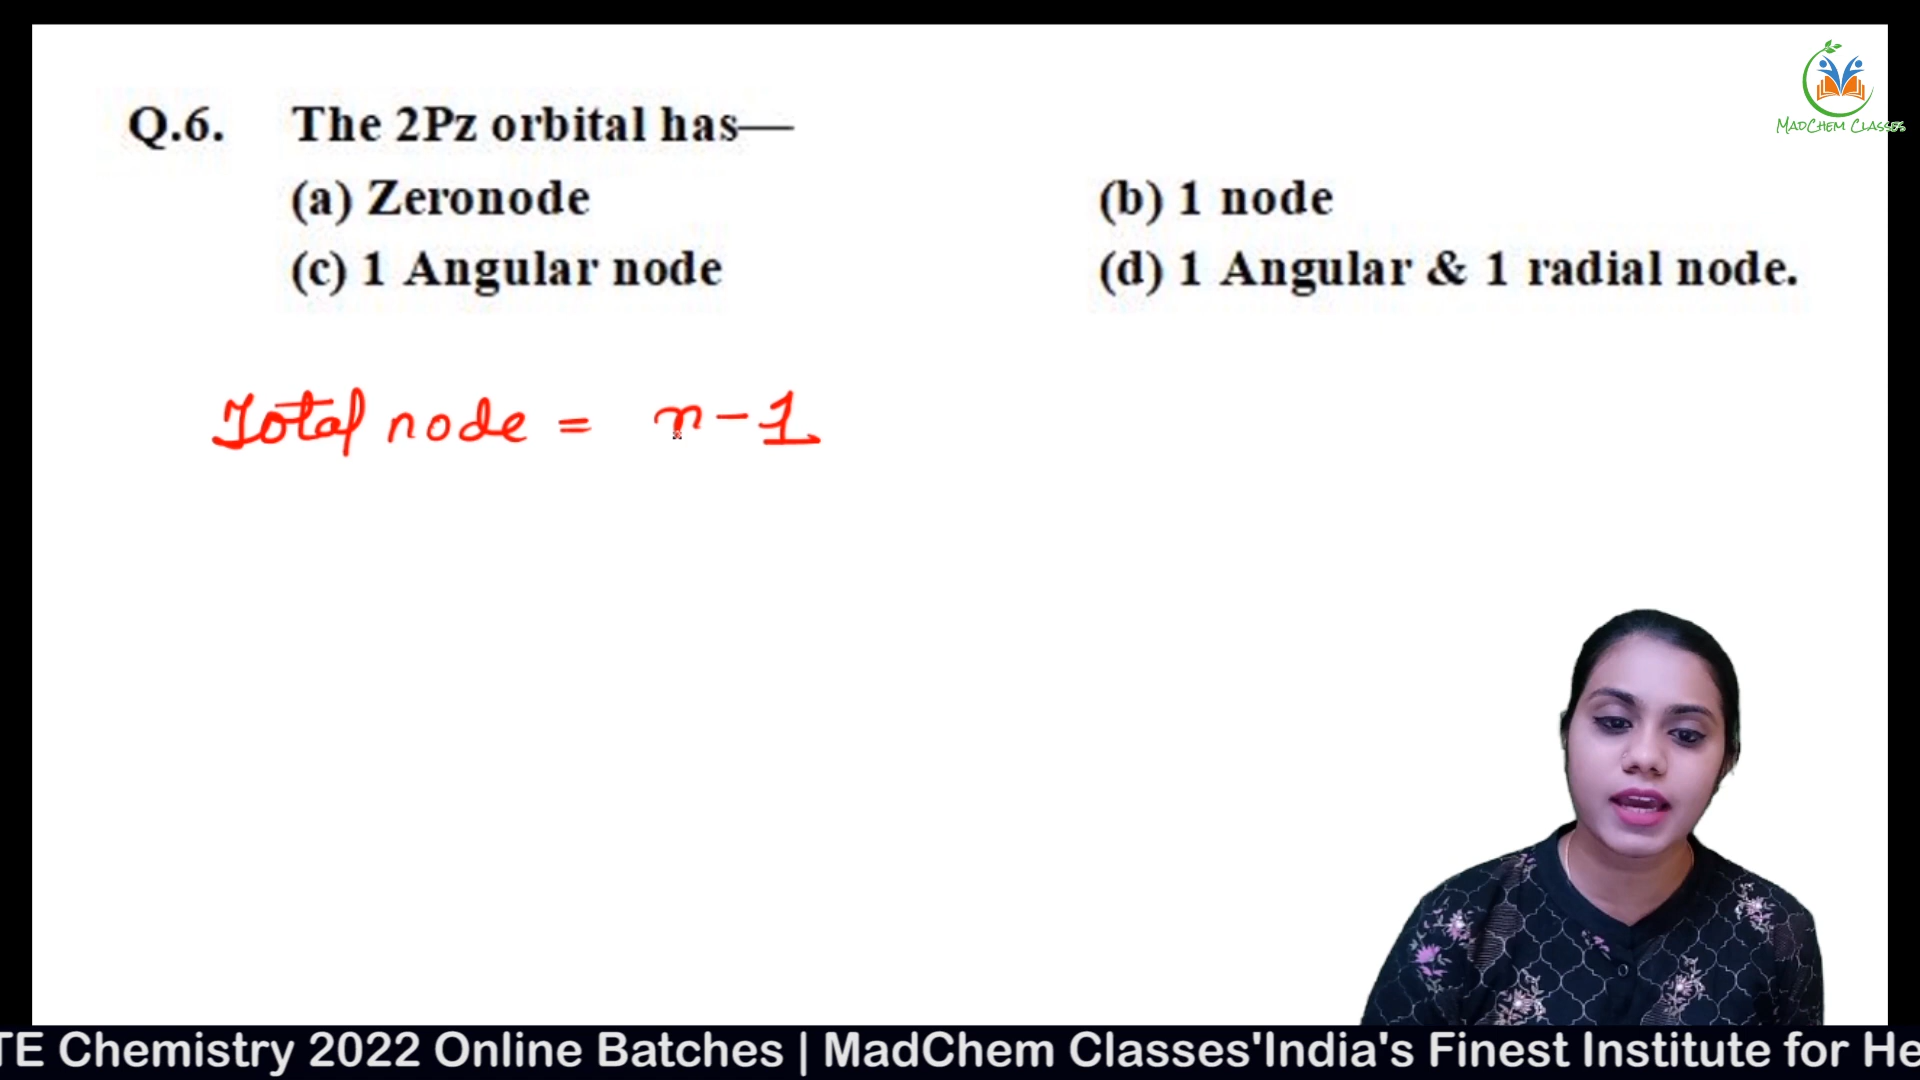 MADCHEM CLASSES
Q.6. The 2Pz orbital has—
(a) Zeronode (b) 1 node
(c) 1 Angular node (d) 1 Angular & 1 radial node.
Total node = n-1
TE Chemistry 2022 Online Batches | MadChem Classes'India's Finest Institute for He